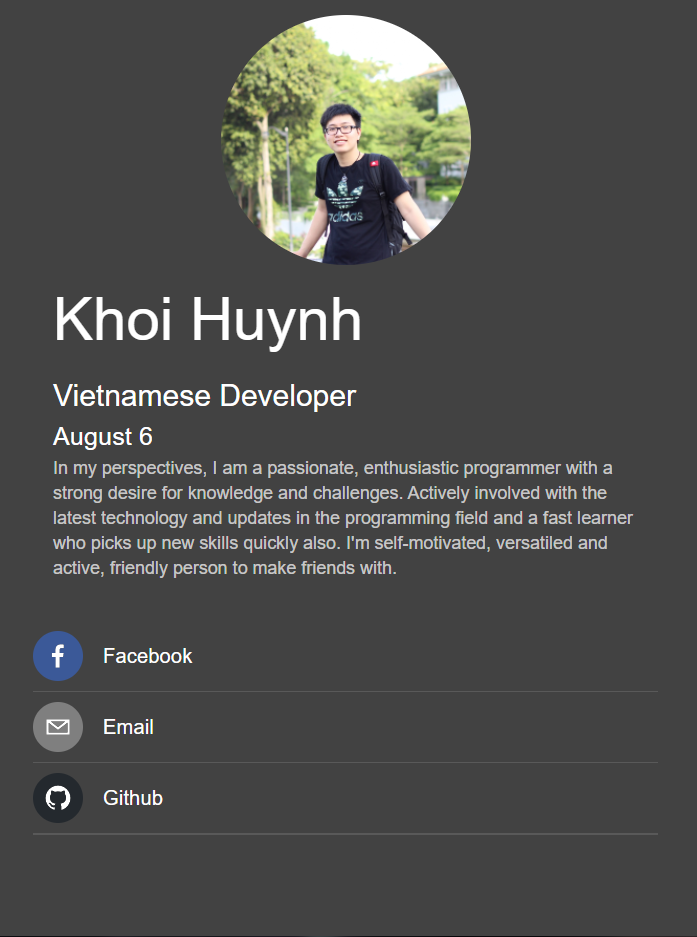 adidas
Khoi Huynh
Vietnamese Developer
August 6
In my perspectives, I am a passionate, enthusiastic programmer with a
strong desire for knowledge and challenges. Actively involved with the
latest technology and updates in the programming field and a fast learner
who picks up new skills quickly also. I'm self-motivated, versatiled and
active, friendly person to make friends with.
f
Facebook
Email
Github